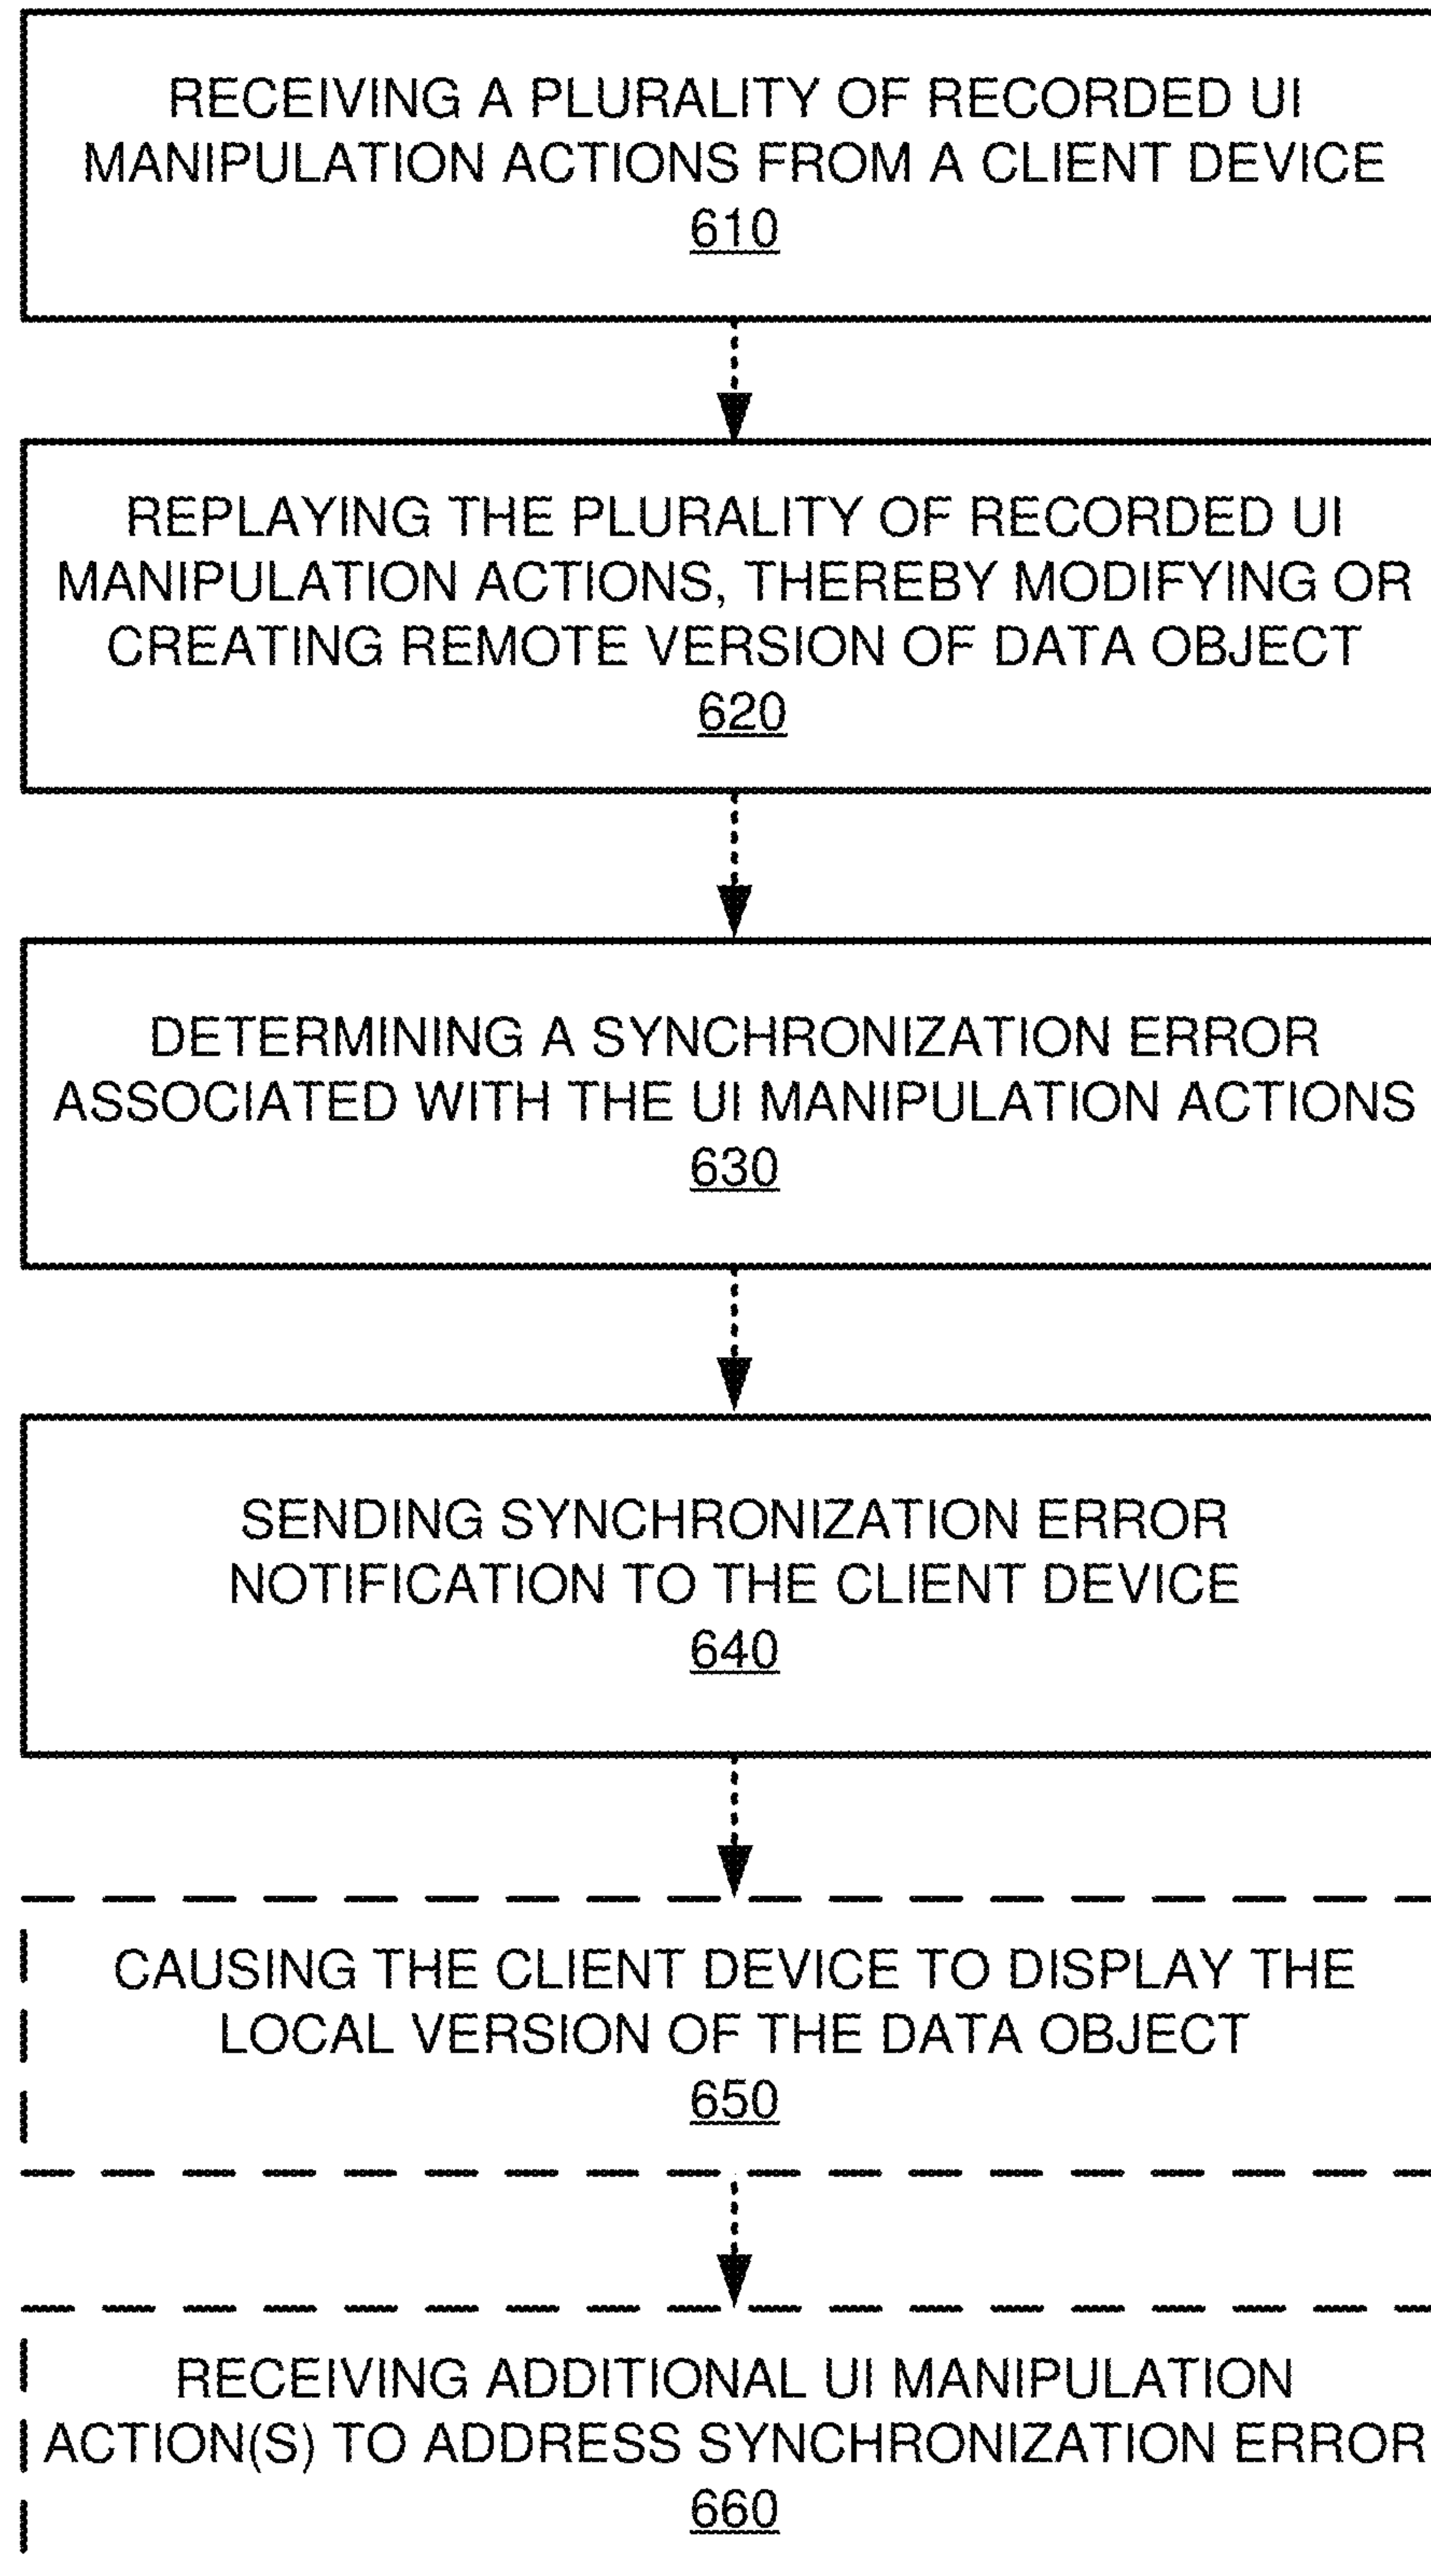 RECEIVING A PLURALITY OF RECORDED UI
MANIPULATION ACTIONS FROM A CLIENT DEVICE
610
REPLAYING THE PLURALITY OF RECORDED UI
MANIPULATION ACTIONS, THEREBY MODIFYING OR
CREATING REMOTE VERSION OF DATA OBJECT
620
DETERMINING A SYNCHRONIZATION ERROR
ASSOCIATED WITH THE UI MANIPULATION ACTIONS
630
SENDING SYNCHRONIZATION ERROR
NOTIFICATION TO THE CLIENT DEVICE
640
CAUSING THE CLIENT DEVICE TO DISPLAY THE
LOCAL VERSION OF THE DATA OBJECT
650
RECEIVING ADDITIONAL UI MANIPULATION
ACTION(S) TO ADDRESS SYNCHRONIZATION ERROR
660